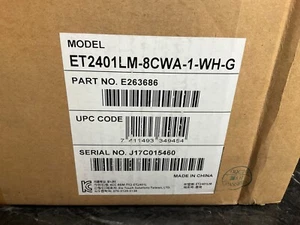 MODEL
ET2401LM-8CWA-1-WH-G
PART NO. E263686
UPC CODE
7 411493 349454
SERIAL NO. J17C015460
MADE IN CHINA